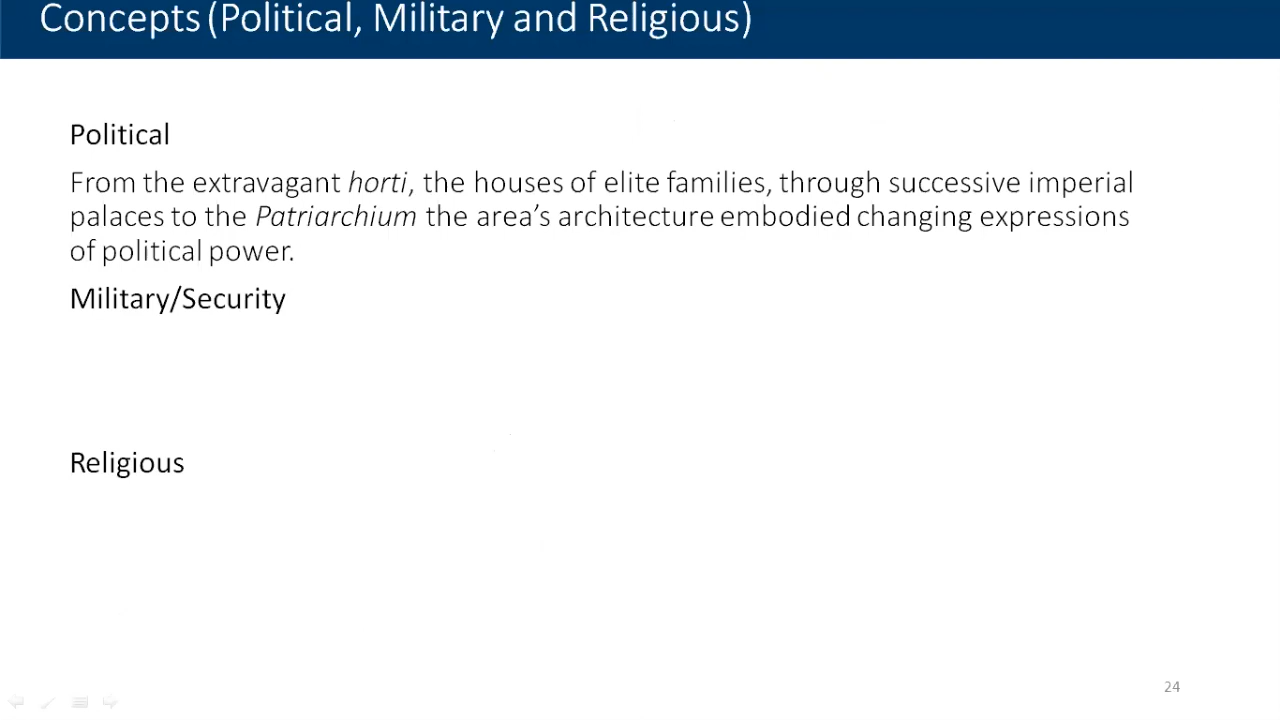 Concepts (Political, Military and Religious)
Political
From the extravagant horti, the houses of elite families, through successive imperial
palaces to the Patriarchium the area’s architecture embodied changing expressions
of political power.
Military/Security
Religious
24